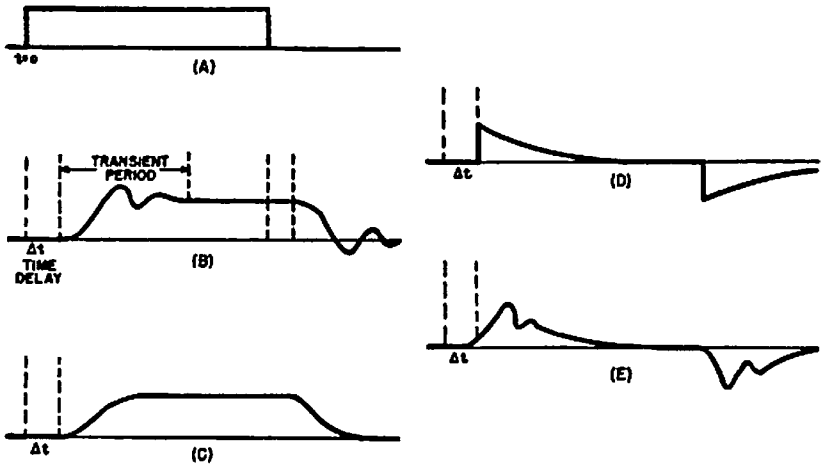 t=0
(A)
TRANSIENT
PERIOD
Δt
TIME
DELAY
(B)
Δt
(C)
Δt
(D)
Δt
(E)